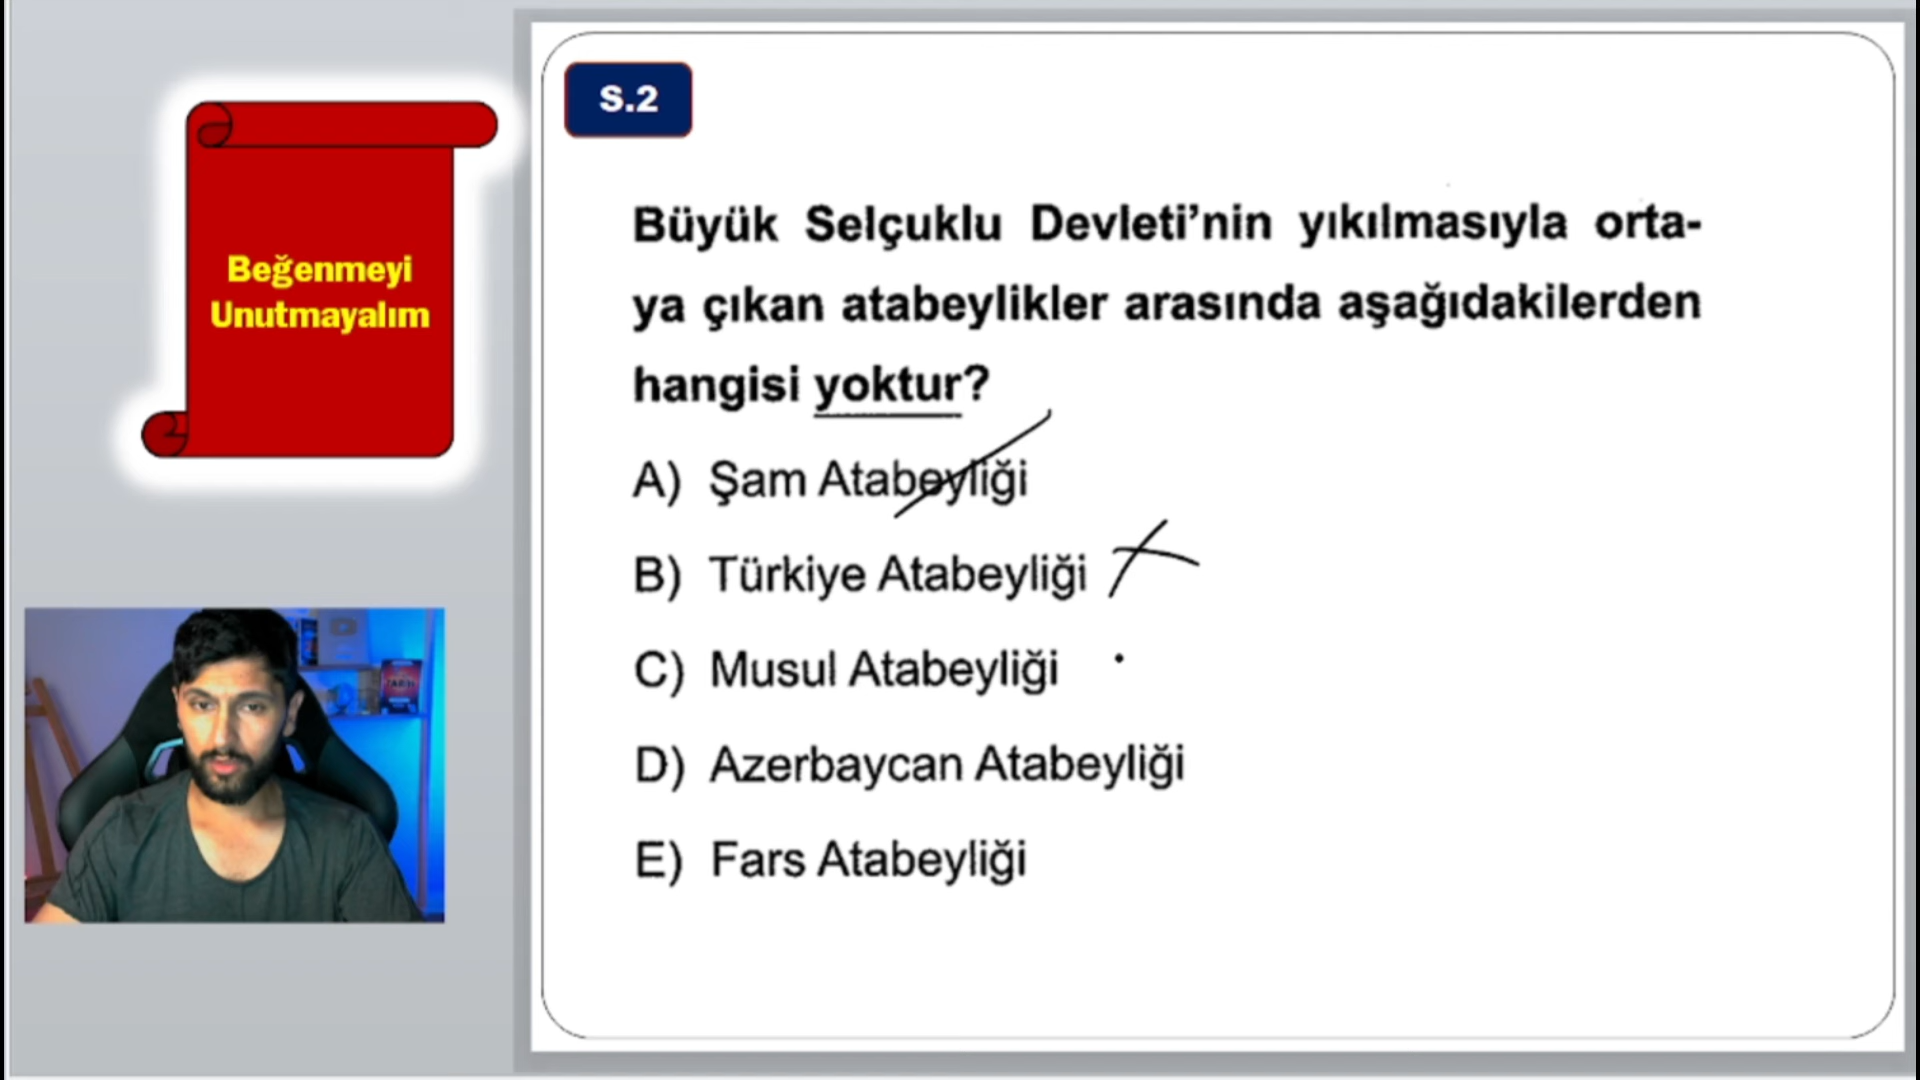 Beğenmeyi
Unutmayalım
S.2
Büyük Selçuklu Devleti'nin yıkılmasıyla orta-
ya çıkan atabeylikler arasında aşağıdakilerden
hangisi yoktur?
A) Şam Atabeyliği
B) Türkiye Atabeyliği
C) Musul Atabeyliği
D) Azerbaycan Atabeyliği
E) Fars Atabeyliği